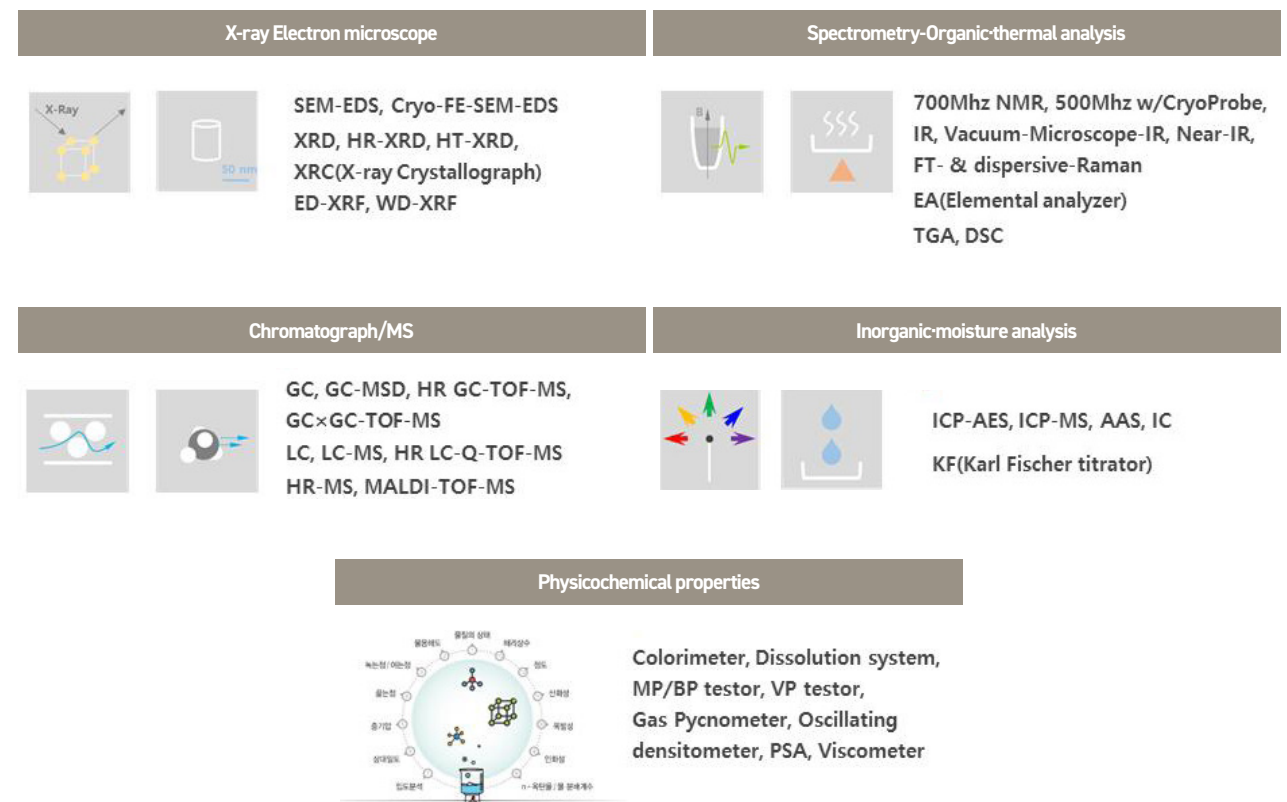 X-ray Electron microscope
X-Ray
50 nm
SEM-EDS, Cryo-FE-SEM-EDS
XRD, HR-XRD, HT-XRD,
XRC(X-ray Crystallograph)
ED-XRF, WD-XRF
Spectrometry-Organic·thermal analysis
B
700Mhz NMR, 500Mhz w/CryoProbe,
IR, Vacuum-Microscope-IR, Near-IR,
FT- & dispersive-Raman
EA(Elemental analyzer)
TGA, DSC
Chromatograph/MS
GC, GC-MSD, HR GC-TOF-MS,
GC×GC-TOF-MS
LC, LC-MS, HR LC-Q-TOF-MS
HR-MS, MALDI-TOF-MS
Inorganic·moisture analysis
ICP-AES, ICP-MS, AAS, IC
KF(Karl Fischer titrator)
Physicochemical properties
물질의 상태
물용해도
해리상수
녹는점/어는점
점도
끓는점
산화성
증기압
폭발성
상대밀도
인화성
입도분석
n-옥탄올/물 분배계수
Colorimeter, Dissolution system,
MP/BP testor, VP testor,
Gas Pycnometer, Oscillating
densitometer, PSA, Viscometer